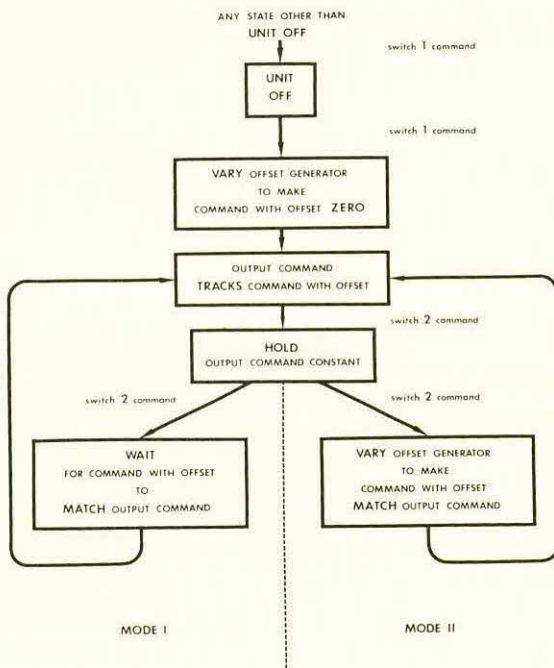 ANY STATE OTHER THAN
UNIT OFF
switch 1 command
UNIT
OFF
switch 1 command
VARY OFFSET GENERATOR
TO MAKE
COMMAND WITH OFFSET ZERO
OUTPUT COMMAND
TRACKS COMMAND WITH OFFSET
switch 2 command
HOLD
OUTPUT COMMAND CONSTANT
switch 2 command
switch 2 command
WAIT
FOR COMMAND WITH OFFSET
TO
MATCH OUTPUT COMMAND
VARY OFFSET GENERATOR
TO MAKE
COMMAND WITH OFFSET
MATCH OUTPUT COMMAND
MODE I
MODE II